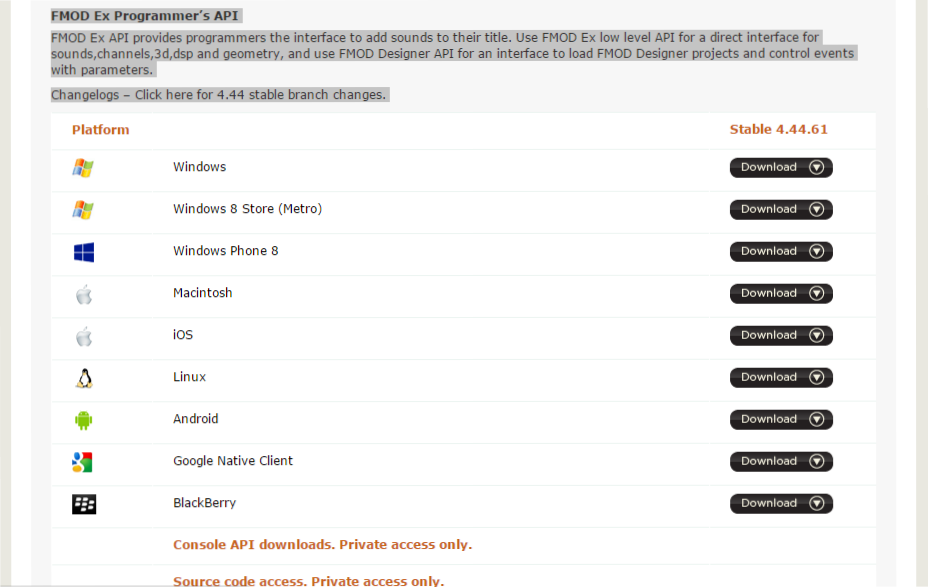 FMOD Ex Programmer's API
FMOD Ex API provides programmers the interface to add sounds to their title. Use FMOD Ex low level API for a direct interface for
sounds,channels,3d,dsp and geometry, and use FMOD Designer API for an interface to load FMOD Designer projects and control events
with parameters.
Changelogs – Click here for 4.44 stable branch changes.
Platform Stable 4.44.61
Windows Download
Windows 8 Store (Metro) Download
Windows Phone 8 Download
Macintosh Download
iOS Download
Linux Download
Android Download
Google Native Client Download
BlackBerry Download
Console API downloads. Private access only.
Source code access. Private access only.